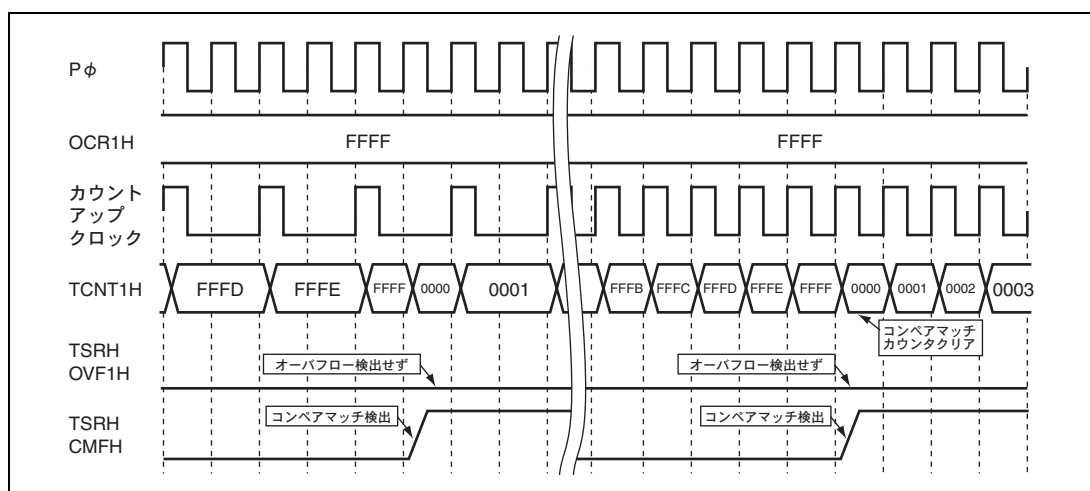 Pφ
OCR1H FFFF FFFF
カウント
アップ
クロック
TCNT1H FFFD FFFE FFFF 0000 0001 FFFB FFFC FFFD FFFE FFFF 0000 0001 0002 0003
コンペアマッチ
カウンタクリア
TSRH
OVF1H
オーバフロー検出せず オーバフロー検出せず
TSRH
CMFH
コンペアマッチ検出 コンペアマッチ検出